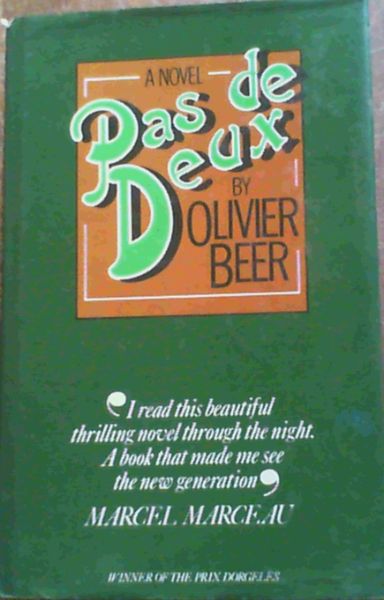 A NOVEL
Pas de
Deux
BY
OLIVIER
BEER
‘I read this beautiful
thrilling novel through the night.
A book that made me see
the new generation’
MARCEL MARCEAU
WINNER OF THE PRIX DORGELES